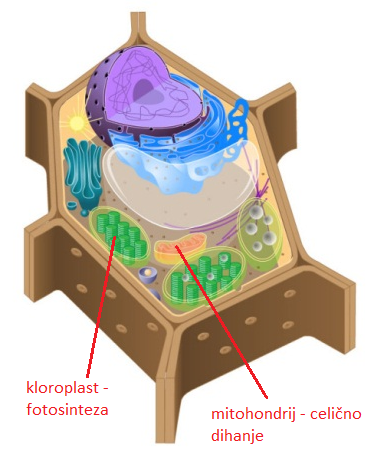 kloroplast -
fotosinteza
mitohondrij - celično
dihanje